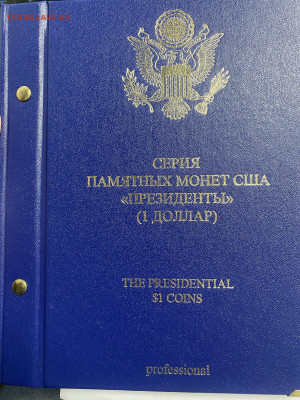 СЕРИЯ
ПАМЯТНЫХ МОНЕТ США
«ПРЕЗИДЕНТЫ»
(1 ДОЛЛАР)
THE PRESIDENTIAL
$1 COINS
professional